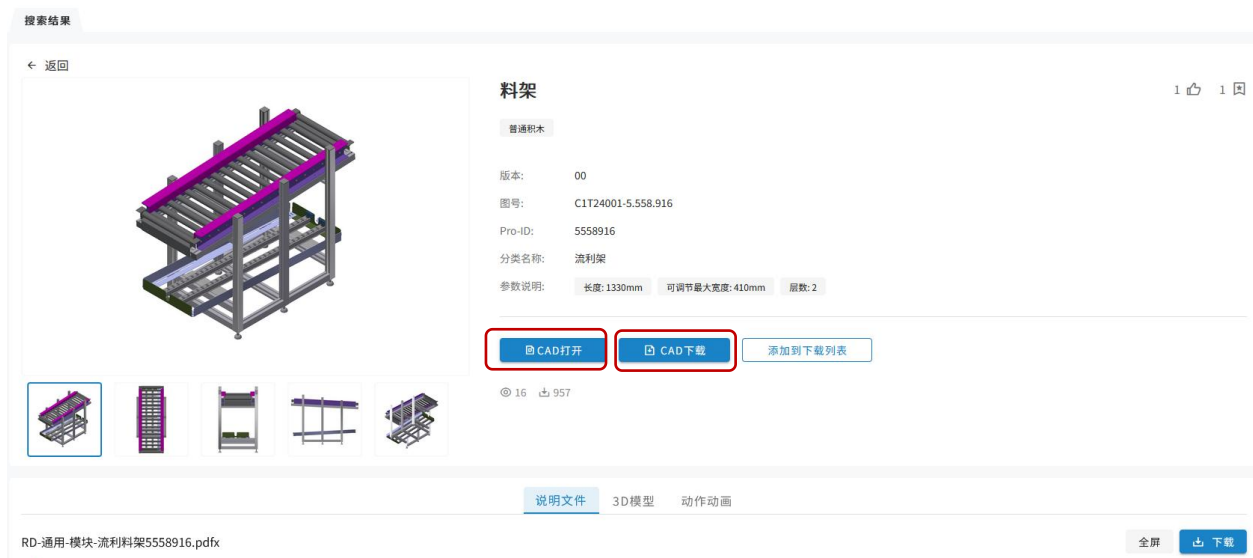 搜索结果
← 返回
料架
1 1
普通积木
版本: 00
图号: C1T24001-5.558.916
Pro-ID: 5558916
分类名称: 流利架
参数说明: 长度: 1330mm 可调节最大宽度: 410mm 层数: 2
CAD打开 CAD下载 添加到下载列表
16 957
说明文件 3D模型 动作动画
RD-通用-模块-流利料架5558916.pdfx 全屏 下载